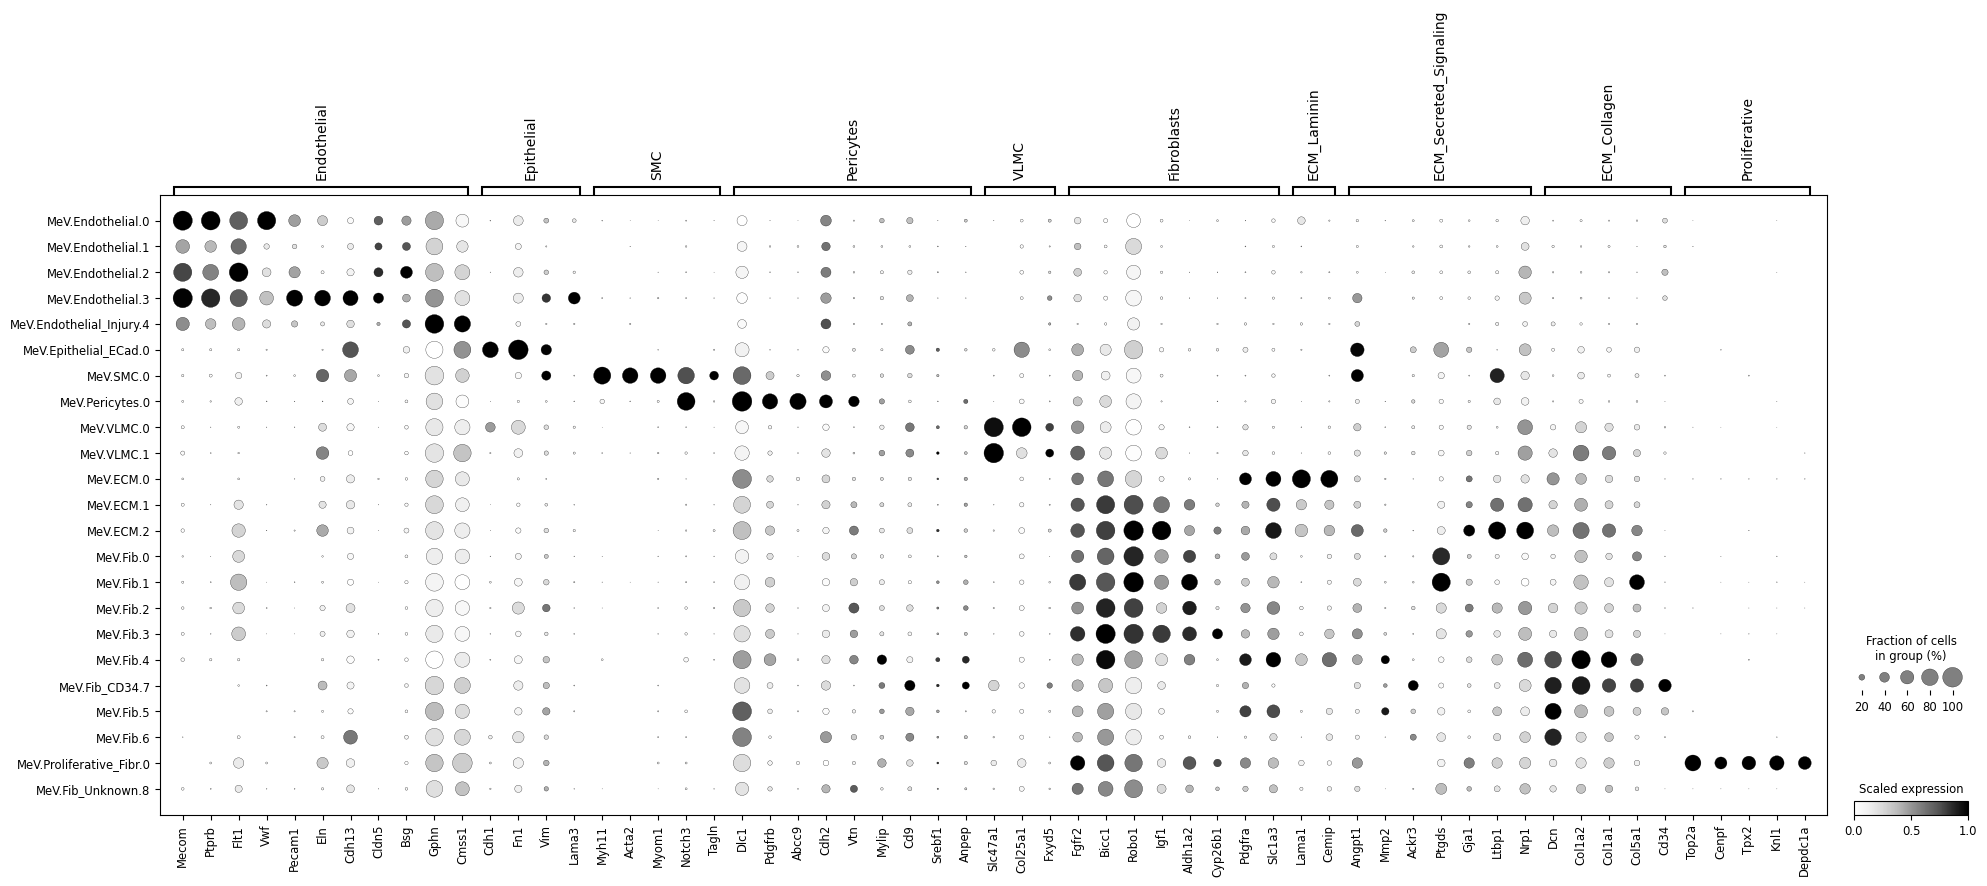 Endothelial
Epithelial
SMC
Pericytes
VLMC
Fibroblasts
ECM_Laminin
ECM_Secreted_Signaling
ECM_Collagen
Proliferative
MeV.Endothelial.0
MeV.Endothelial.1
MeV.Endothelial.2
MeV.Endothelial.3
MeV.Endothelial_Injury.4
MeV.Epithelial_ECad.0
MeV.SMC.0
MeV.Pericytes.0
MeV.VLMC.0
MeV.VLMC.1
MeV.ECM.0
MeV.ECM.1
MeV.ECM.2
MeV.Fib.0
MeV.Fib.1
MeV.Fib.2
MeV.Fib.3
MeV.Fib.4
MeV.Fib_CD34.7
MeV.Fib.5
MeV.Fib.6
MeV.Proliferative_Fibr.0
MeV.Fib_Unknown.8
Mecom
Ptprb
Flt1
Vwf
Pecam1
Eln
Cdh13
Cldn5
Bsg
Gphn
Cmss1
Cdh1
Fn1
Vim
Lama3
Myh11
Acta2
Myom1
Notch3
Tagln
Dlc1
Pdgfrb
Abcc9
Cdh2
Vtn
Mylip
Cd9
Srebf1
Anpep
Slc47a1
Col25a1
Fxyd5
Fgfr2
Bicc1
Robo1
Igf1
Aldh1a2
Cyp26b1
Pdgfra
Slc1a3
Lama1
Cemip
Angpt1
Mmp2
Ackr3
Ptgds
Gja1
Ltbp1
Nrp1
Dcn
Col1a2
Col1a1
Col5a1
Cd34
Top2a
Cenpf
Tpx2
Knl1
Depdc1a
Fraction of cells
in group (%)
20 40 60 80 100
Scaled expression
0.0 0.5 1.0